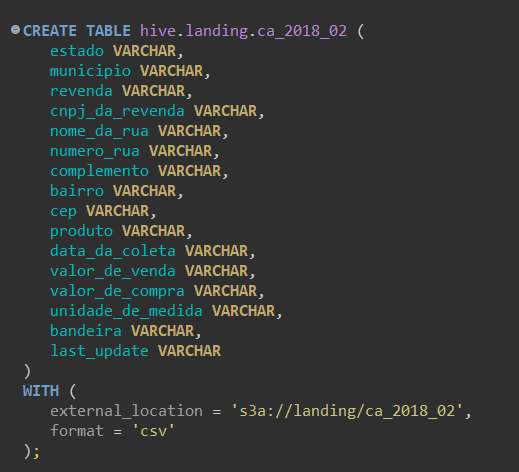 CREATE TABLE hive.landing.ca_2018_02 (
estado VARCHAR,
municipio VARCHAR,
revenda VARCHAR,
cnpj_da_revenda VARCHAR,
nome_da_rua VARCHAR,
numero_rua VARCHAR,
complemento VARCHAR,
bairro VARCHAR,
cep VARCHAR,
produto VARCHAR,
data_da_coleta VARCHAR,
valor_de_venda VARCHAR,
valor_de_compra VARCHAR,
unidade_de_medida VARCHAR,
bandeira VARCHAR,
last_update VARCHAR
)
WITH (
external_location = 's3a://landing/ca_2018_02',
format = 'csv'
);